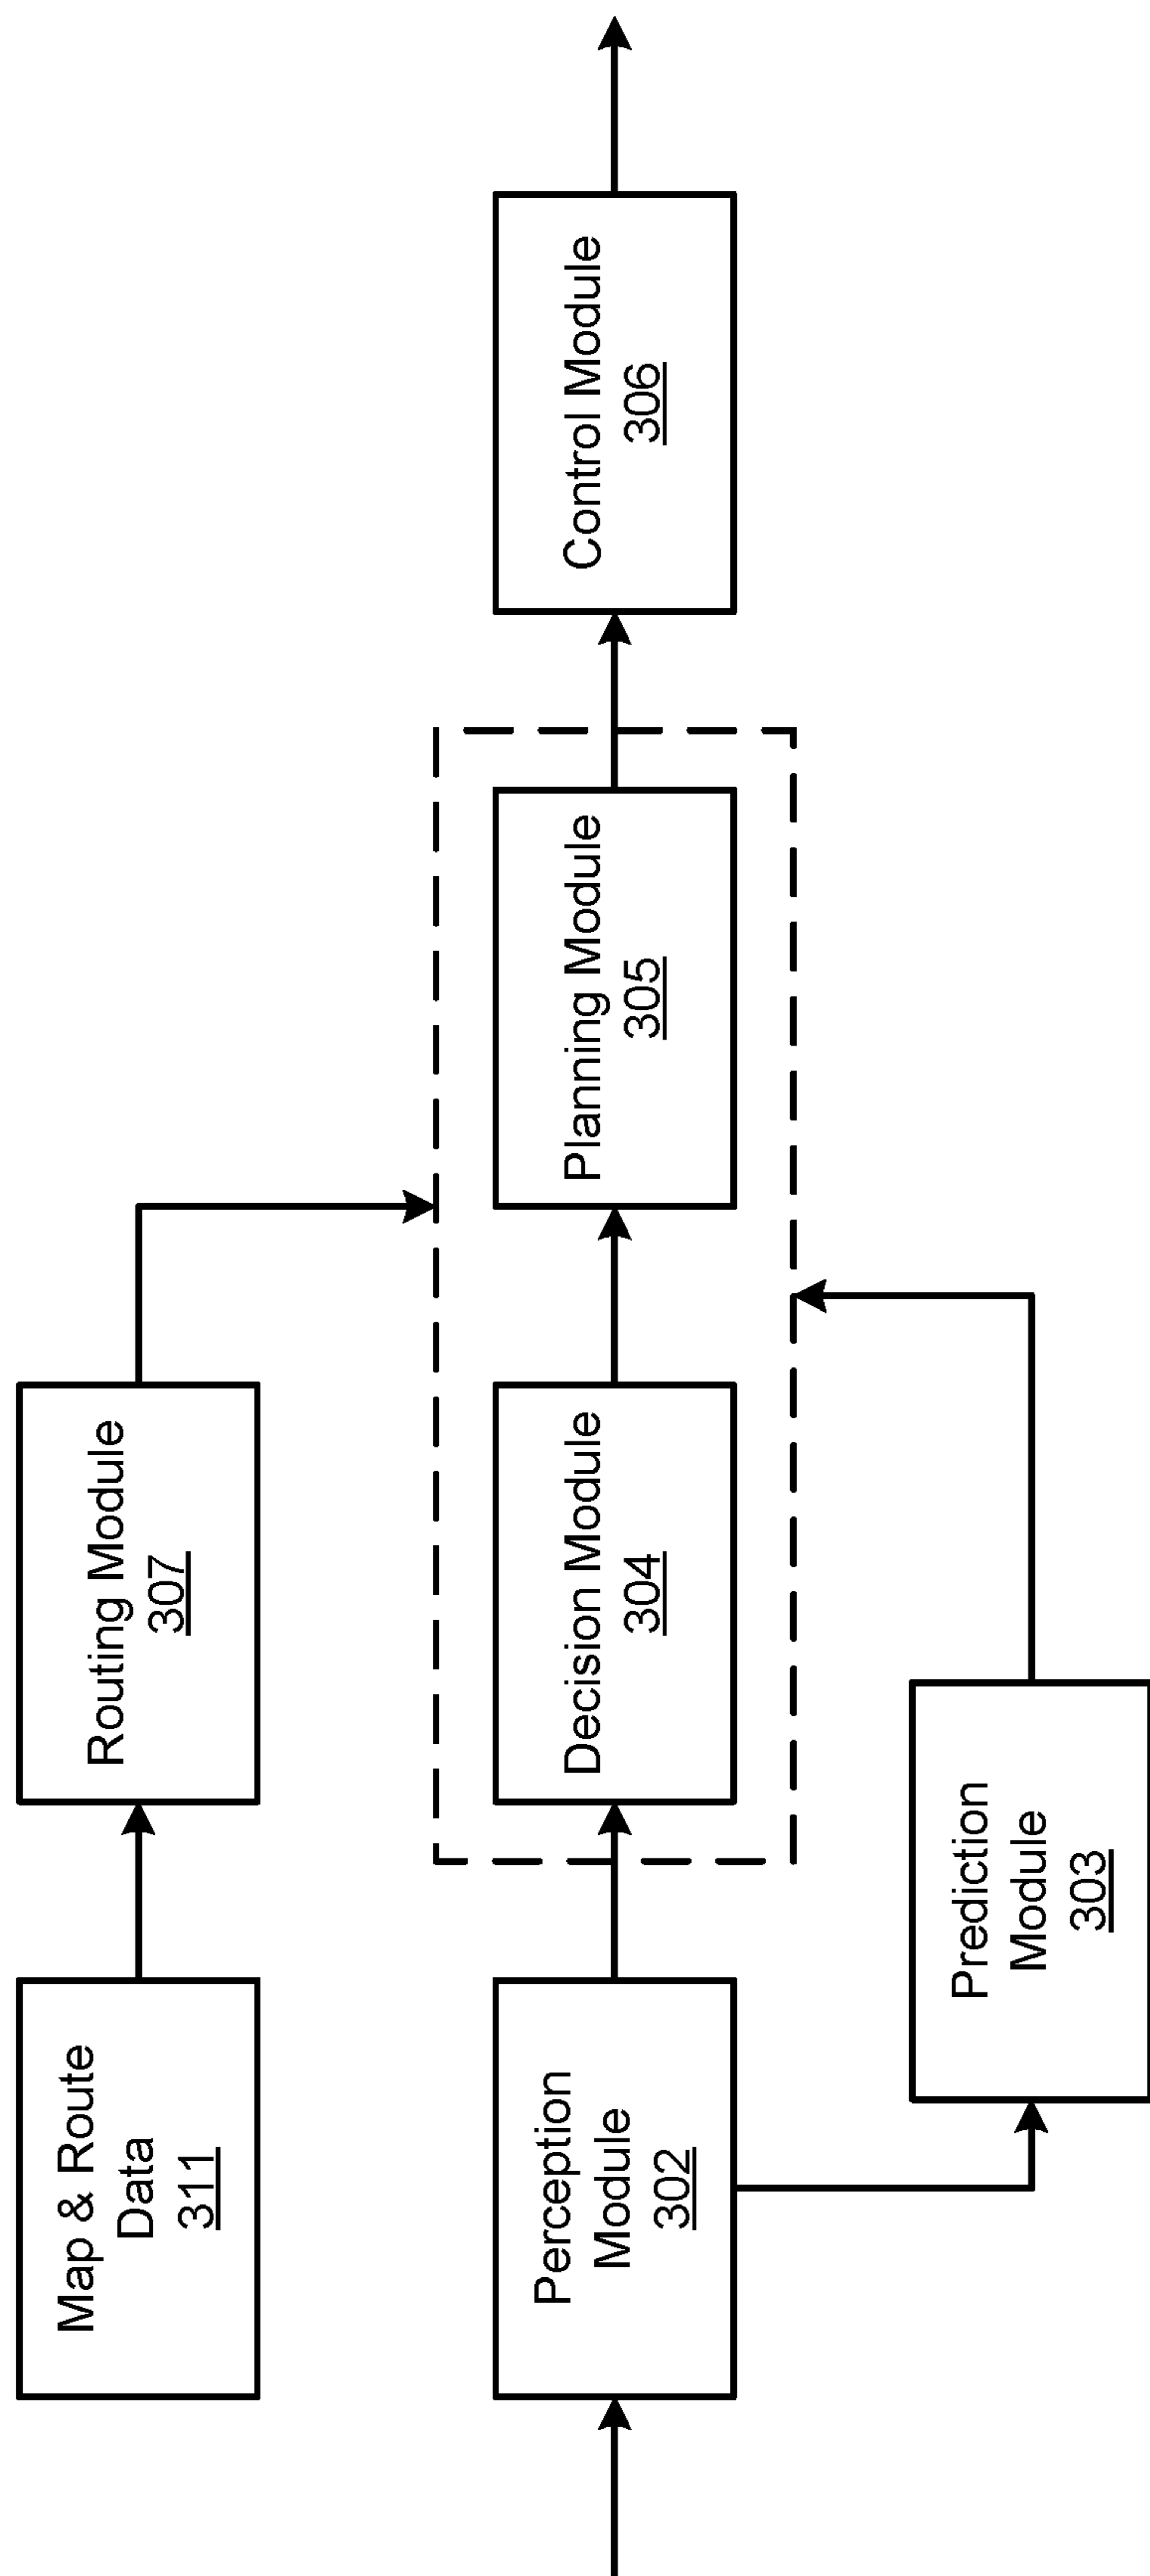 Map & Route
Data
311
Routing Module
307
Perception
Module
302
Decision Module
304
Planning Module
305
Control Module
306
Prediction
Module
303